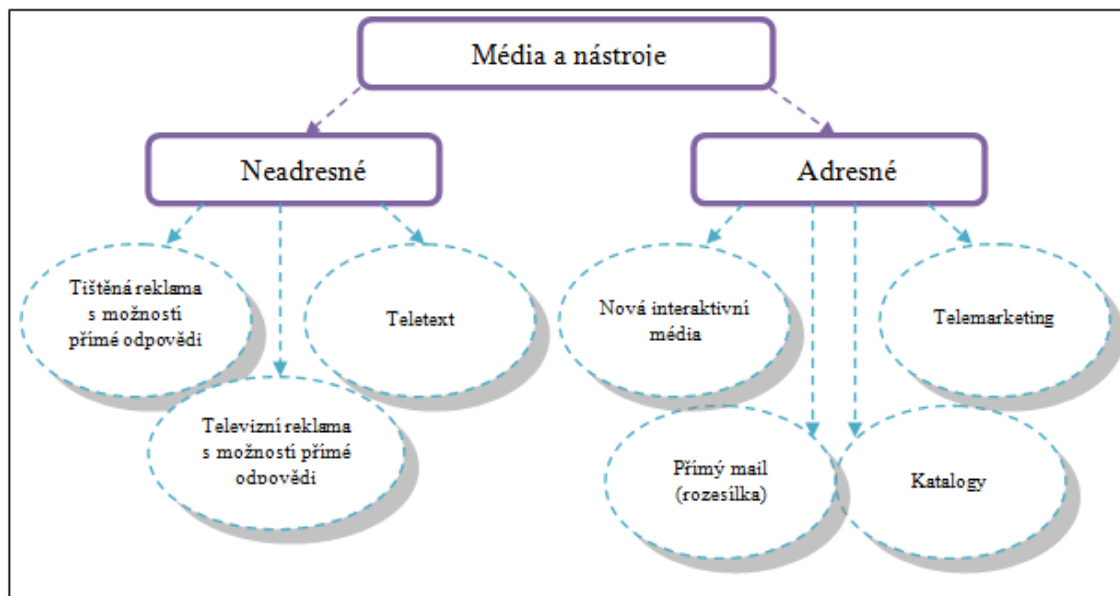 Média a nástroje
Neadresné
Adresné
Tištěná reklama
s možností
přímé odpovědi
Teletext
Nová interaktivní
média
Telemarketing
Televizní reklama
s možností přímé
odpovědi
Přímý mail
(rozesílka)
Katalogy